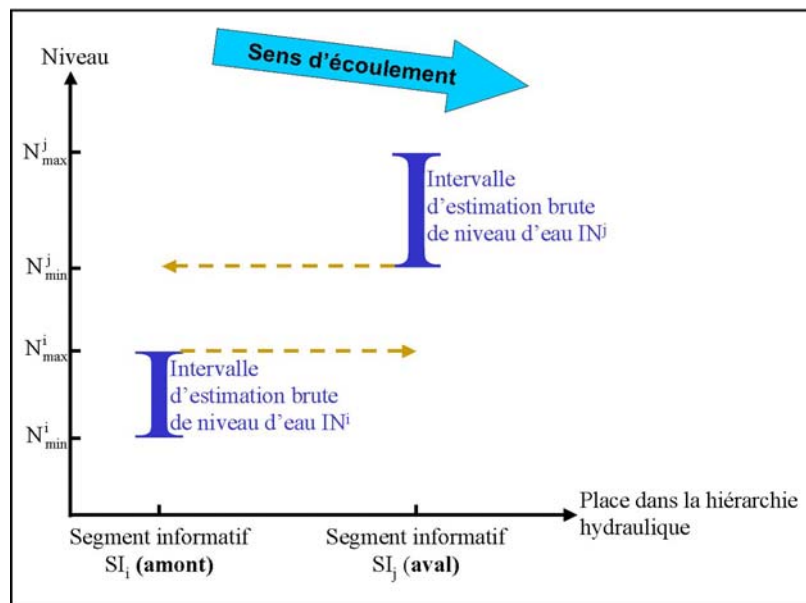 Sens d'écoulement
Niveau
N^j_max
Intervalle
d'estimation brute
de niveau d'eau IN^j
N^j_min
N^i_max
Intervalle
d'estimation brute
de niveau d'eau IN^i
N^i_min
Place dans la hiérarchie
hydraulique
Segment informatif
SI_i (amont)
Segment informatif
SI_j (aval)